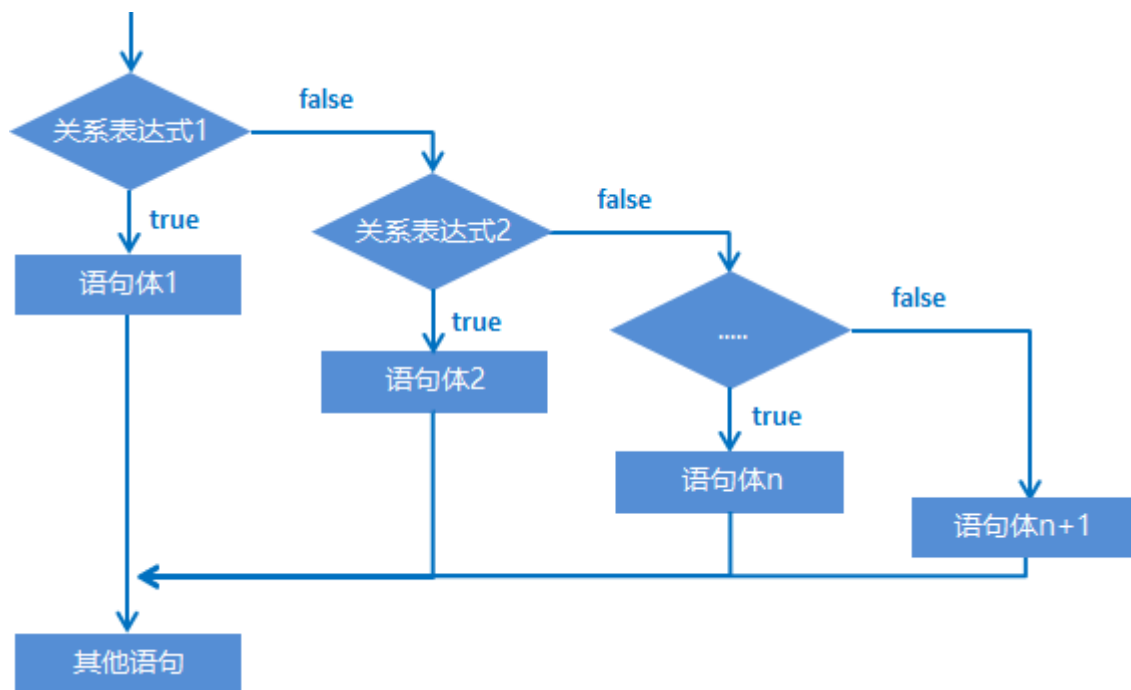 false
关系表达式1
true
false
关系表达式2
语句体1
false
true
.....
语句体2
true
语句体n
语句体n+1
其他语句